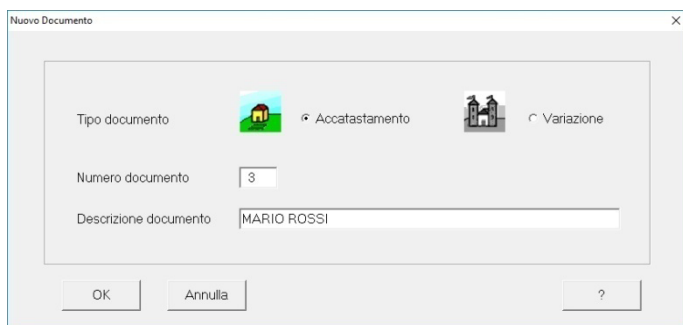 Nuovo Documento
Tipo documento Accatastamento Variazione
Numero documento 3
Descrizione documento MARIO ROSSI
OK Annulla ?